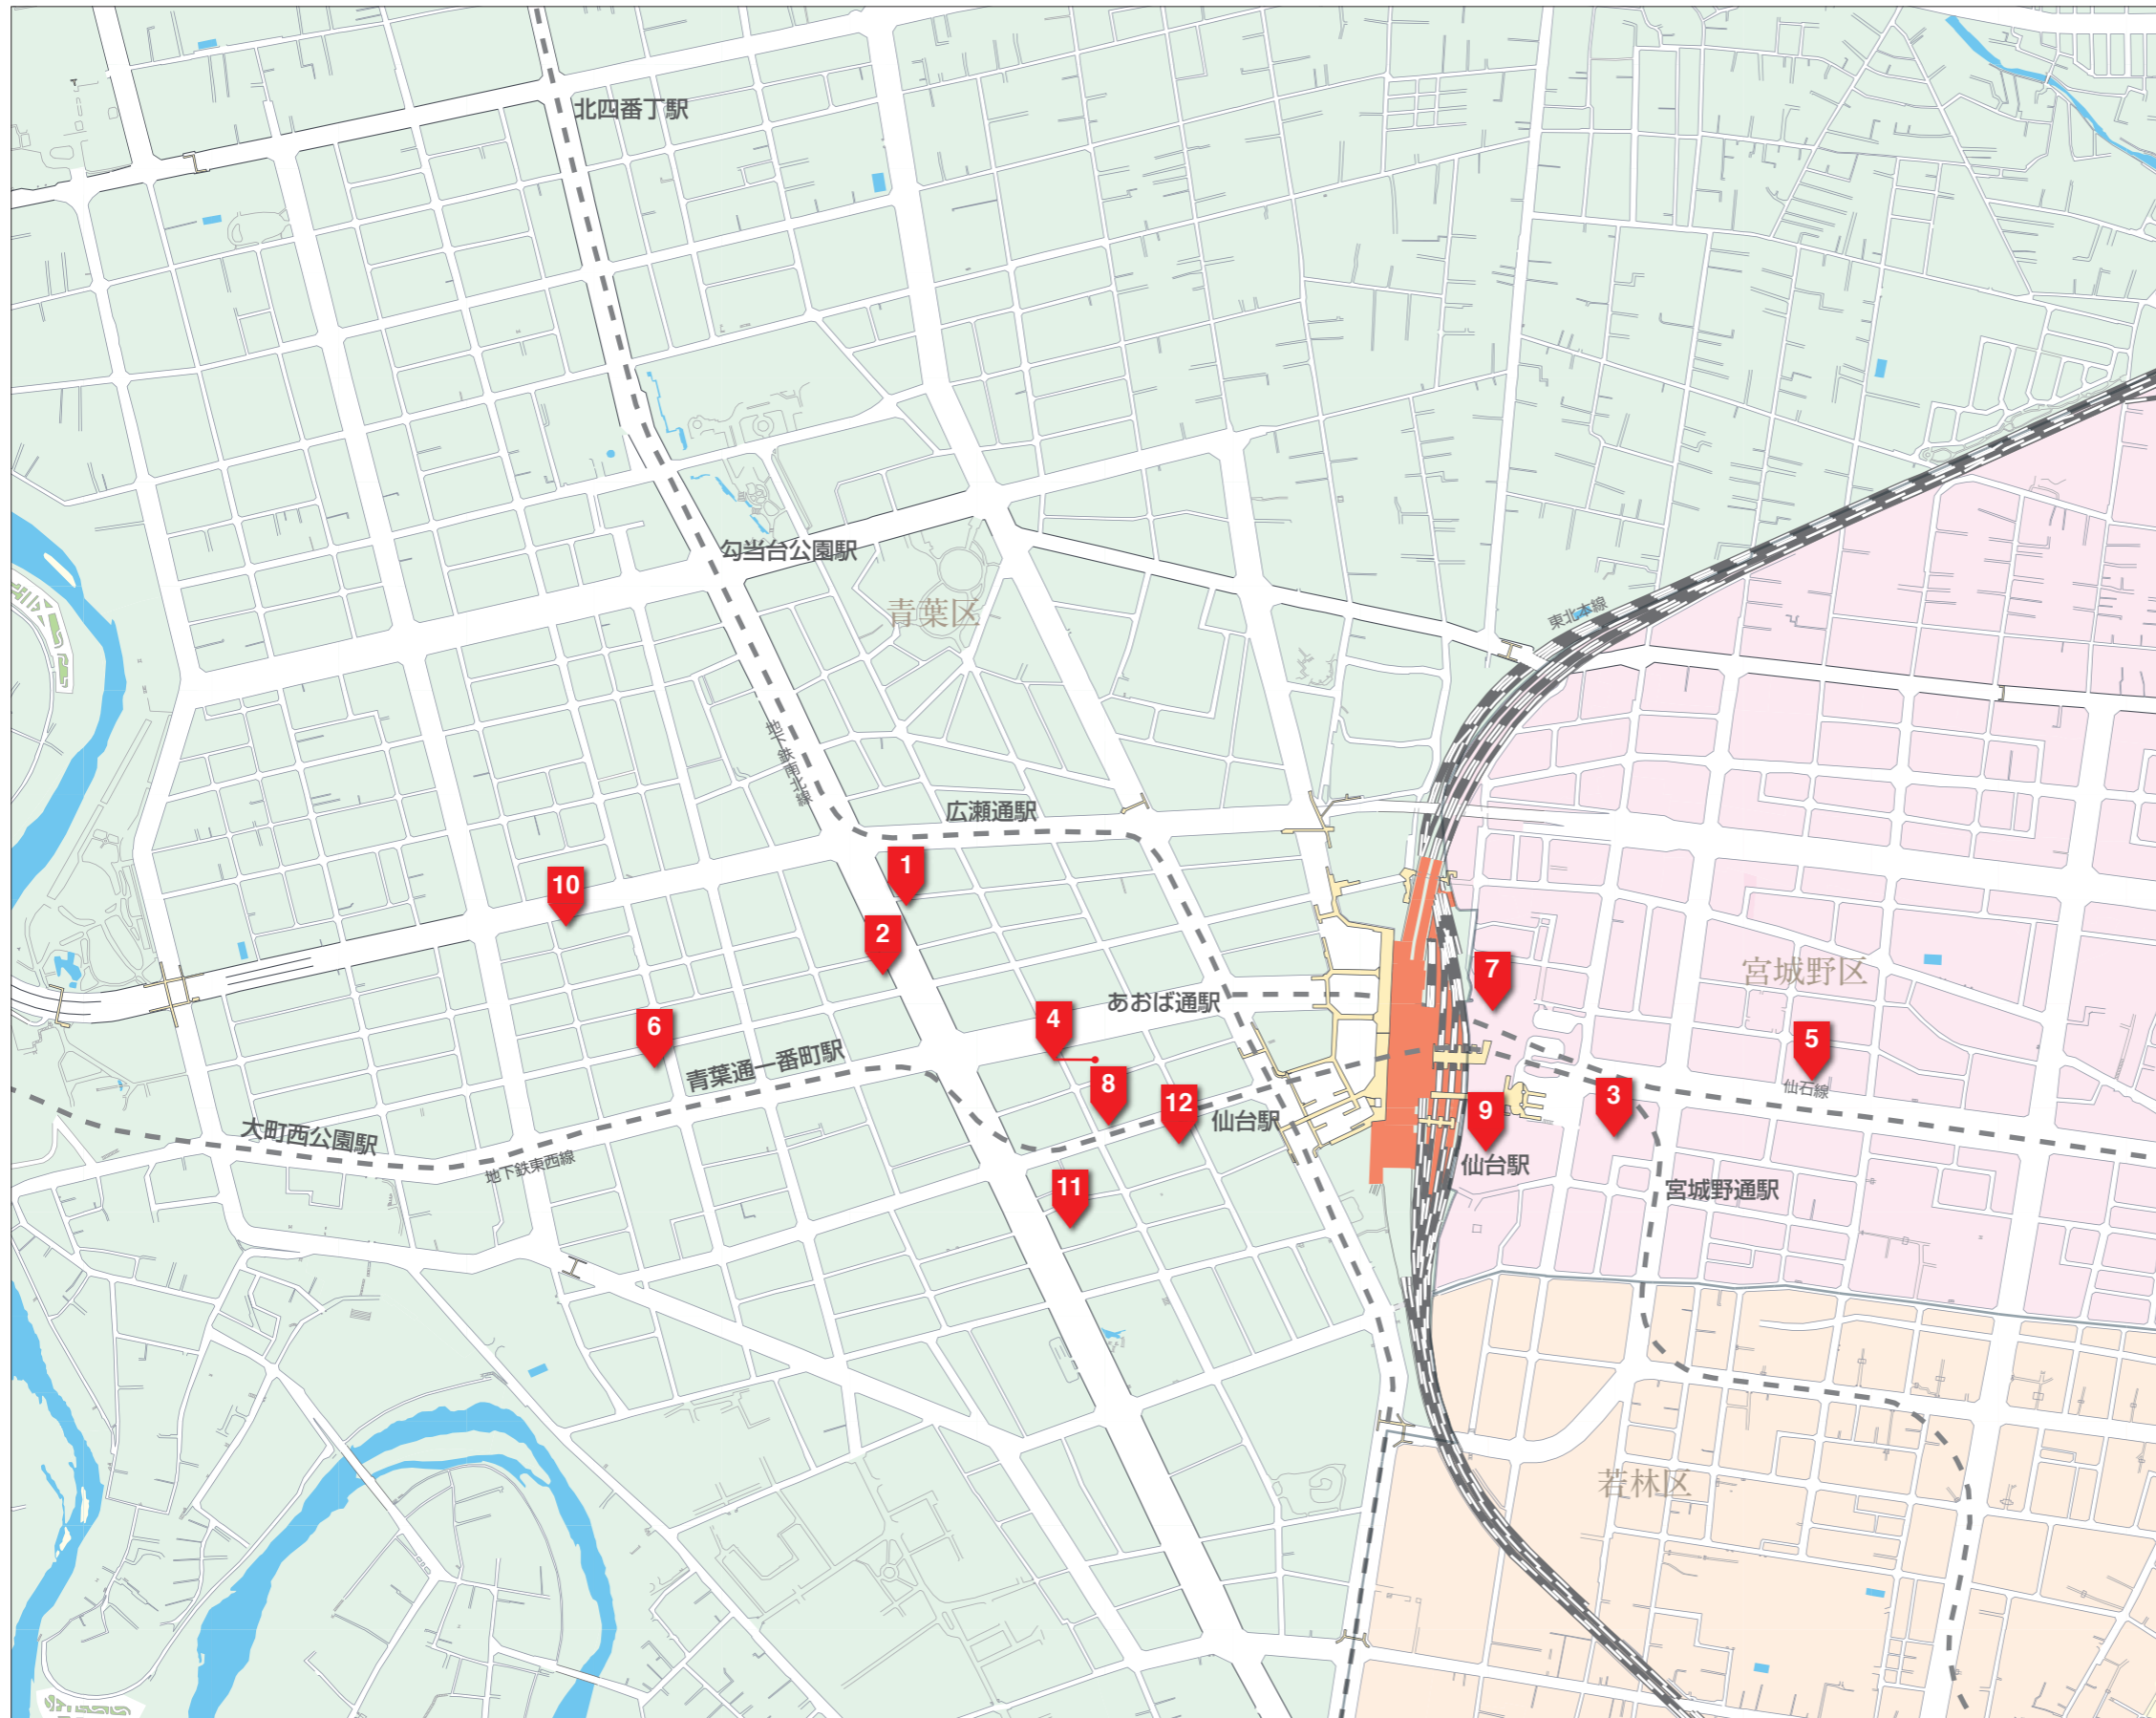 北四番丁駅
勾当台公園駅
青葉区
東北本線
地下鉄南北線
広瀬通駅
1
10
2
7
宮城野区
あおば通駅
4
6
5
青葉通一番町駅
8
仙石線
3
12
9
仙台駅
大町西公園駅
仙台駅
地下鉄東西線
11
宮城野通駅
若林区